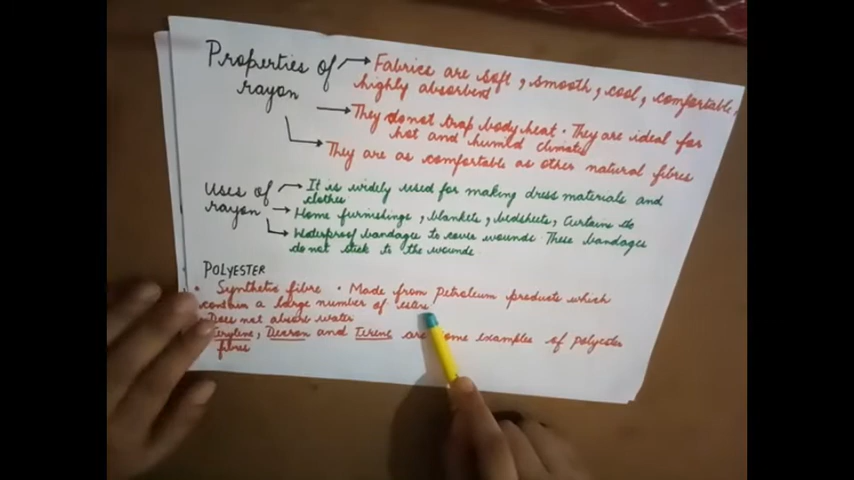 Properties of
rayon
Fabrics are soft, smooth, cool, comfortable,
highly absorbent
They donot trap body heat. They are ideal for
hot and humid climates
They are as comfortable as other natural fibres
Uses of
rayon
It is widely used for making dress materials and
clothes
Home furnishings, blankets, bedsheets, Curtains etc
Waterproof bandages to cover wounds. These bandages
do not stick to the wounds
POLYESTER
• Synthetic fibre • Made from Petroleum products which
contain a large number of esters
Does not absorb water
Terylene, Dacron and Terene are some examples of polyester
fibres